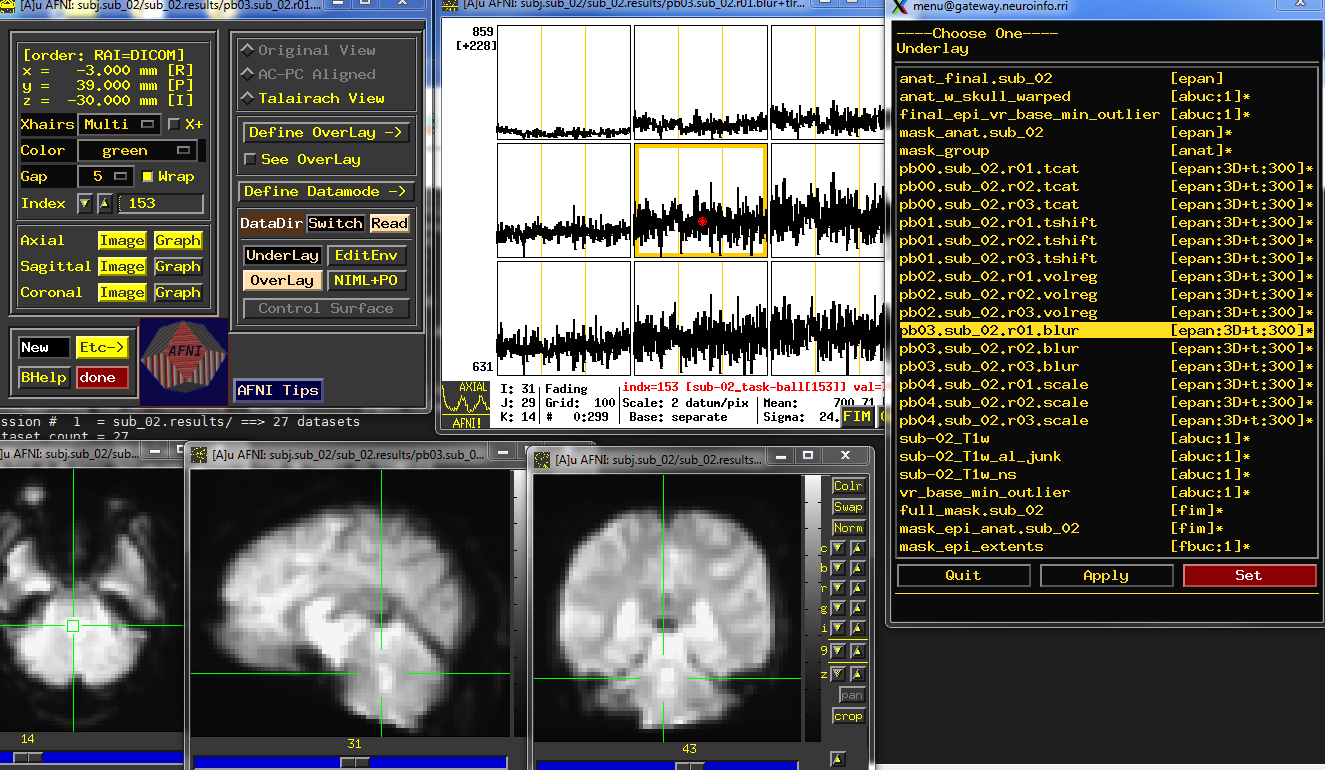 [A] AFNI: subj.sub_02/sub_02.results/pb03.sub_02.r01....
[order: RAI=DICOM]
x = -3.000 mm [R]
y = 39.000 mm [P]
z = -30.000 mm [I]
Xhairs Multi X+
Color green
Gap 5 Wrap
Index 153
Axial Image Graph
Sagittal Image Graph
Coronal Image Graph
New Etc->
BHelp done
AFNI
Original View
AC-PC Aligned
Talairach View
Define OverLay ->
See OverLay
Define Datamode ->
DataDir Switch Read
UnderLay EditEnv
OverLay NIML+PO
Control Surface
AFNI Tips
ssion # 1 = sub_02.results/ ==> 27 datasets
taset count = 27
[A] AFNI: subj.sub_02/sub_02.results/pb03.sub_02.r01.blur+tlr...
859
[+228]
631
AXIAL
AFNI!
I: 31 Fading indx=153 [sub-02_task-ball[153]] val=
J: 29 Grid: 100 Scale: 2 datum/pix Mean: 700.71
K: 14 # 0:299 Base: separate Sigma: 24. FIM
menu@gateway.neuroinfo.rri
X
----Choose One----
Underlay
anat_final.sub_02 [epan]
anat_w_skull_warped [abuc:1]*
final_epi_vr_base_min_outlier [abuc:1]*
mask_anat.sub_02 [epan]*
mask_group [anat]*
pb00.sub_02.r01.tcat [epan:3D+t:300]*
pb00.sub_02.r02.tcat [epan:3D+t:300]*
pb00.sub_02.r03.tcat [epan:3D+t:300]*
pb01.sub_02.r01.tshift [epan:3D+t:300]*
pb01.sub_02.r02.tshift [epan:3D+t:300]*
pb01.sub_02.r03.tshift [epan:3D+t:300]*
pb02.sub_02.r01.volreg [epan:3D+t:300]*
pb02.sub_02.r02.volreg [epan:3D+t:300]*
pb02.sub_02.r03.volreg [epan:3D+t:300]*
pb03.sub_02.r01.blur [epan:3D+t:300]*
pb03.sub_02.r02.blur [epan:3D+t:300]*
pb03.sub_02.r03.blur [epan:3D+t:300]*
pb04.sub_02.r01.scale [epan:3D+t:300]*
pb04.sub_02.r02.scale [epan:3D+t:300]*
pb04.sub_02.r03.scale [epan:3D+t:300]*
sub-02_T1w [abuc:1]*
sub-02_T1w_al_junk [abuc:1]*
sub-02_T1w_ns [abuc:1]*
vr_base_min_outlier [abuc:1]*
full_mask.sub_02 [fim]*
mask_epi_anat.sub_02 [fim]*
mask_epi_extents [fbuc:1]*
Quit Apply Set
[A]u AFNI: subj.sub_02/sub...
14
[A]u AFNI: subj.sub_02/sub_02.results/pb03.sub_0...
31
[A]u AFNI: subj.sub_02/sub_02.results...
X
Colr
Swap
Norm
c
b
r
g
i
9
z
pan
crop
43